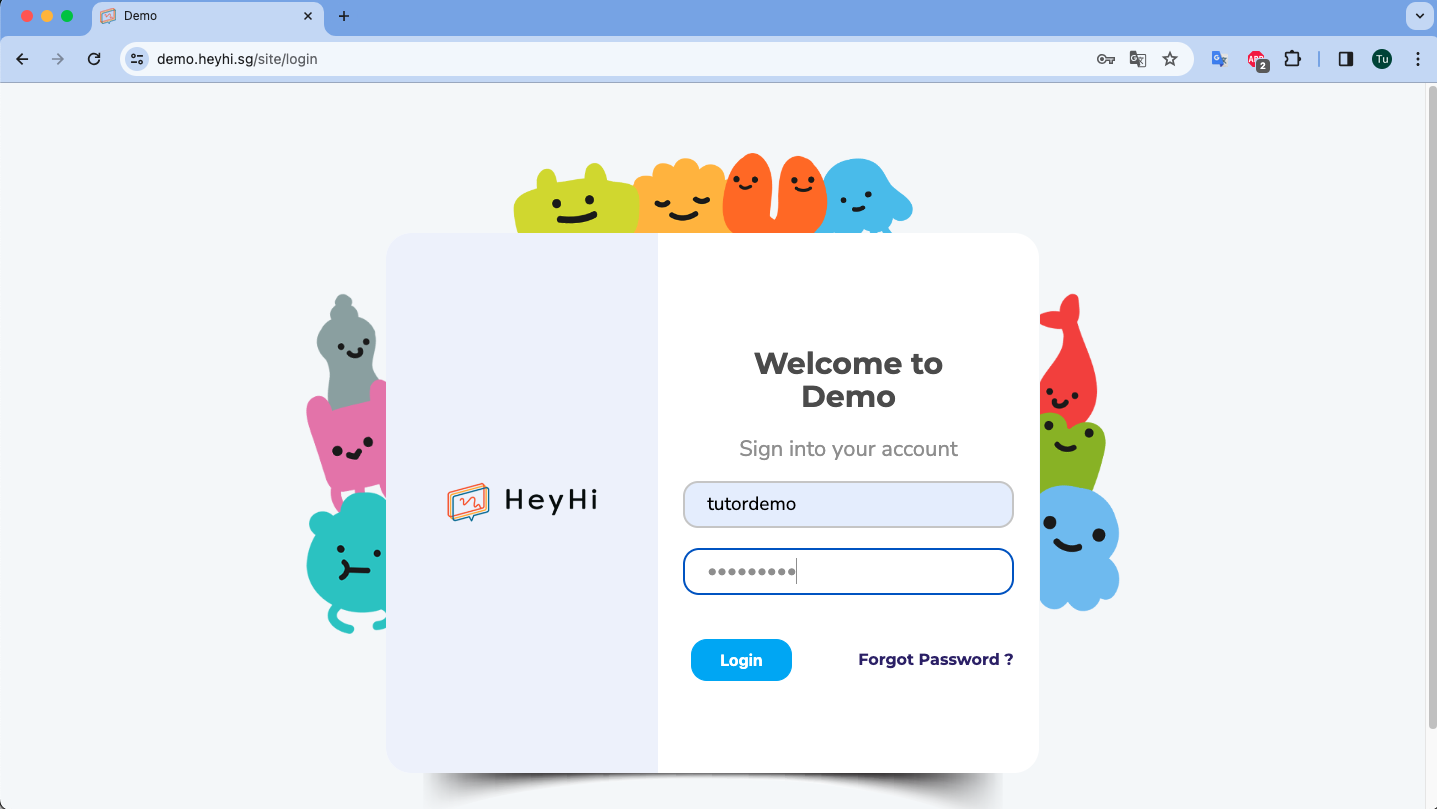 Demo
demo.heyhi.sg/site/login
ABP
2
Tu
Welcome to
Demo
Sign into your account
HeyHi
tutordemo
•••••••••
Login
Forgot Password ?